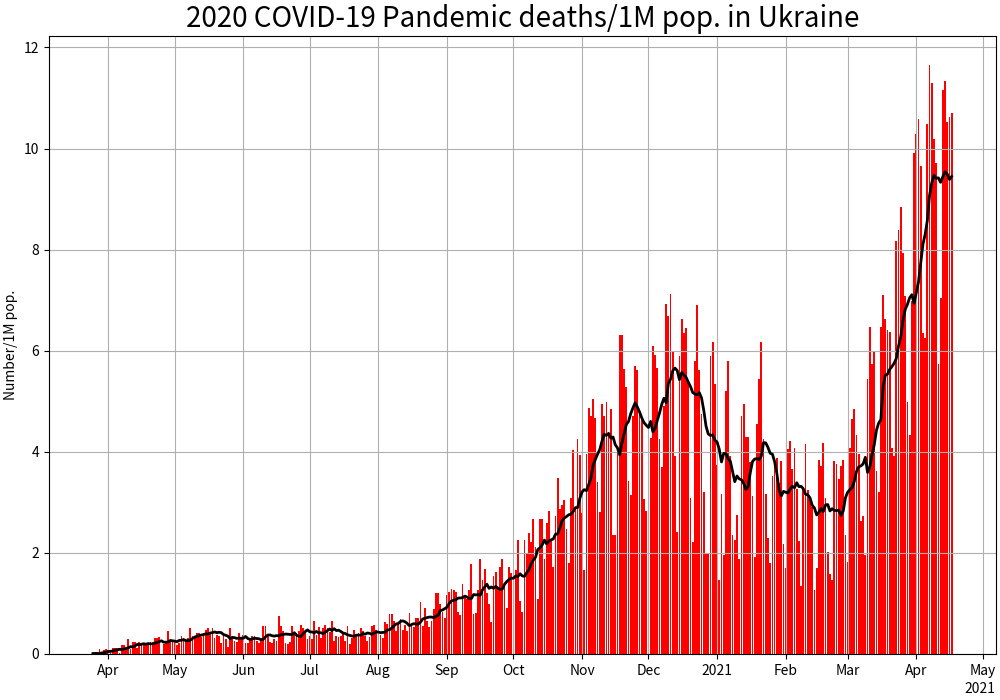 2020 COVID-19 Pandemic deaths/1M pop. in Ukraine
Number/1M pop.
12
10
8
6
4
2
0
Apr May Jun Jul Aug Sep Oct Nov Dec 2021 Feb Mar Apr May
2021